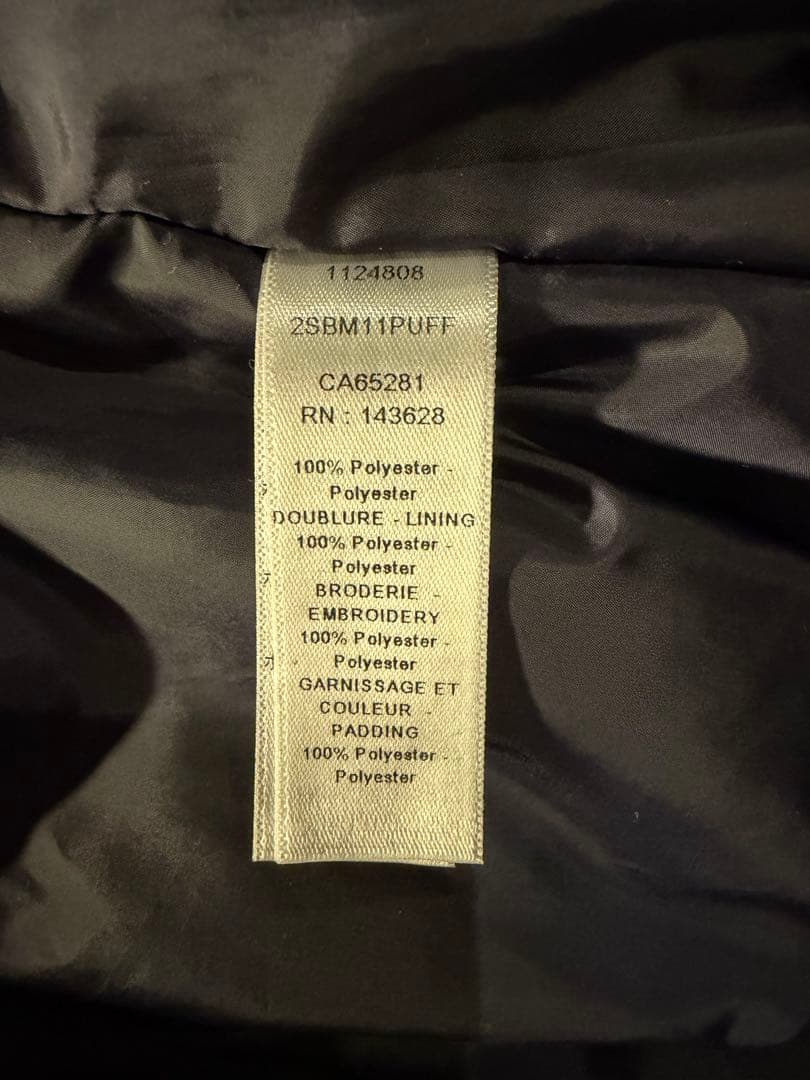 1124808
2SBM11PUFF
CA65281
RN : 143628
100% Polyester -
Polyester
DOUBLURE - LINING
100% Polyester -
Polyester
BRODERIE -
EMBROIDERY
100% Polyester -
Polyester
GARNISSAGE ET
COULEUR -
PADDING
100% Polyester -
Polyester